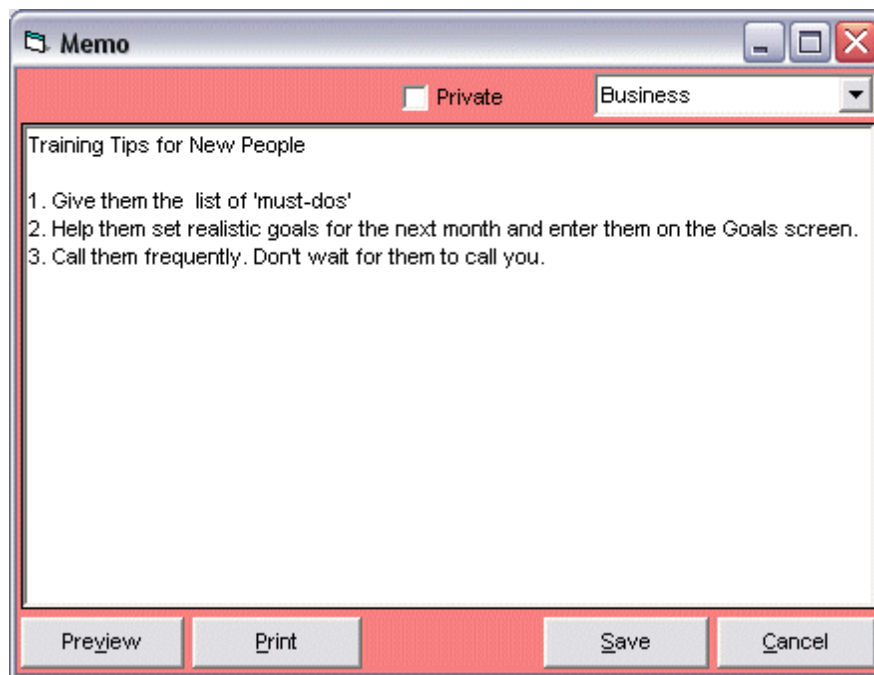 Memo
Private
Business
Training Tips for New People
1. Give them the  list of 'must-dos'
2. Help them set realistic goals for the next month and enter them on the Goals screen.
3. Call them frequently. Don't wait for them to call you.
Preview Print Save Cancel